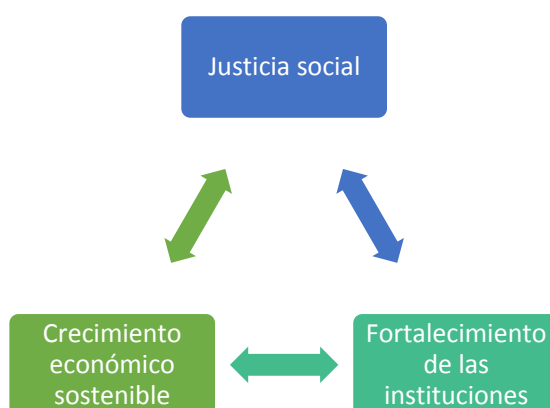 Justicia social
Crecimiento
económico
sostenible
Fortalecimiento
de las
instituciones